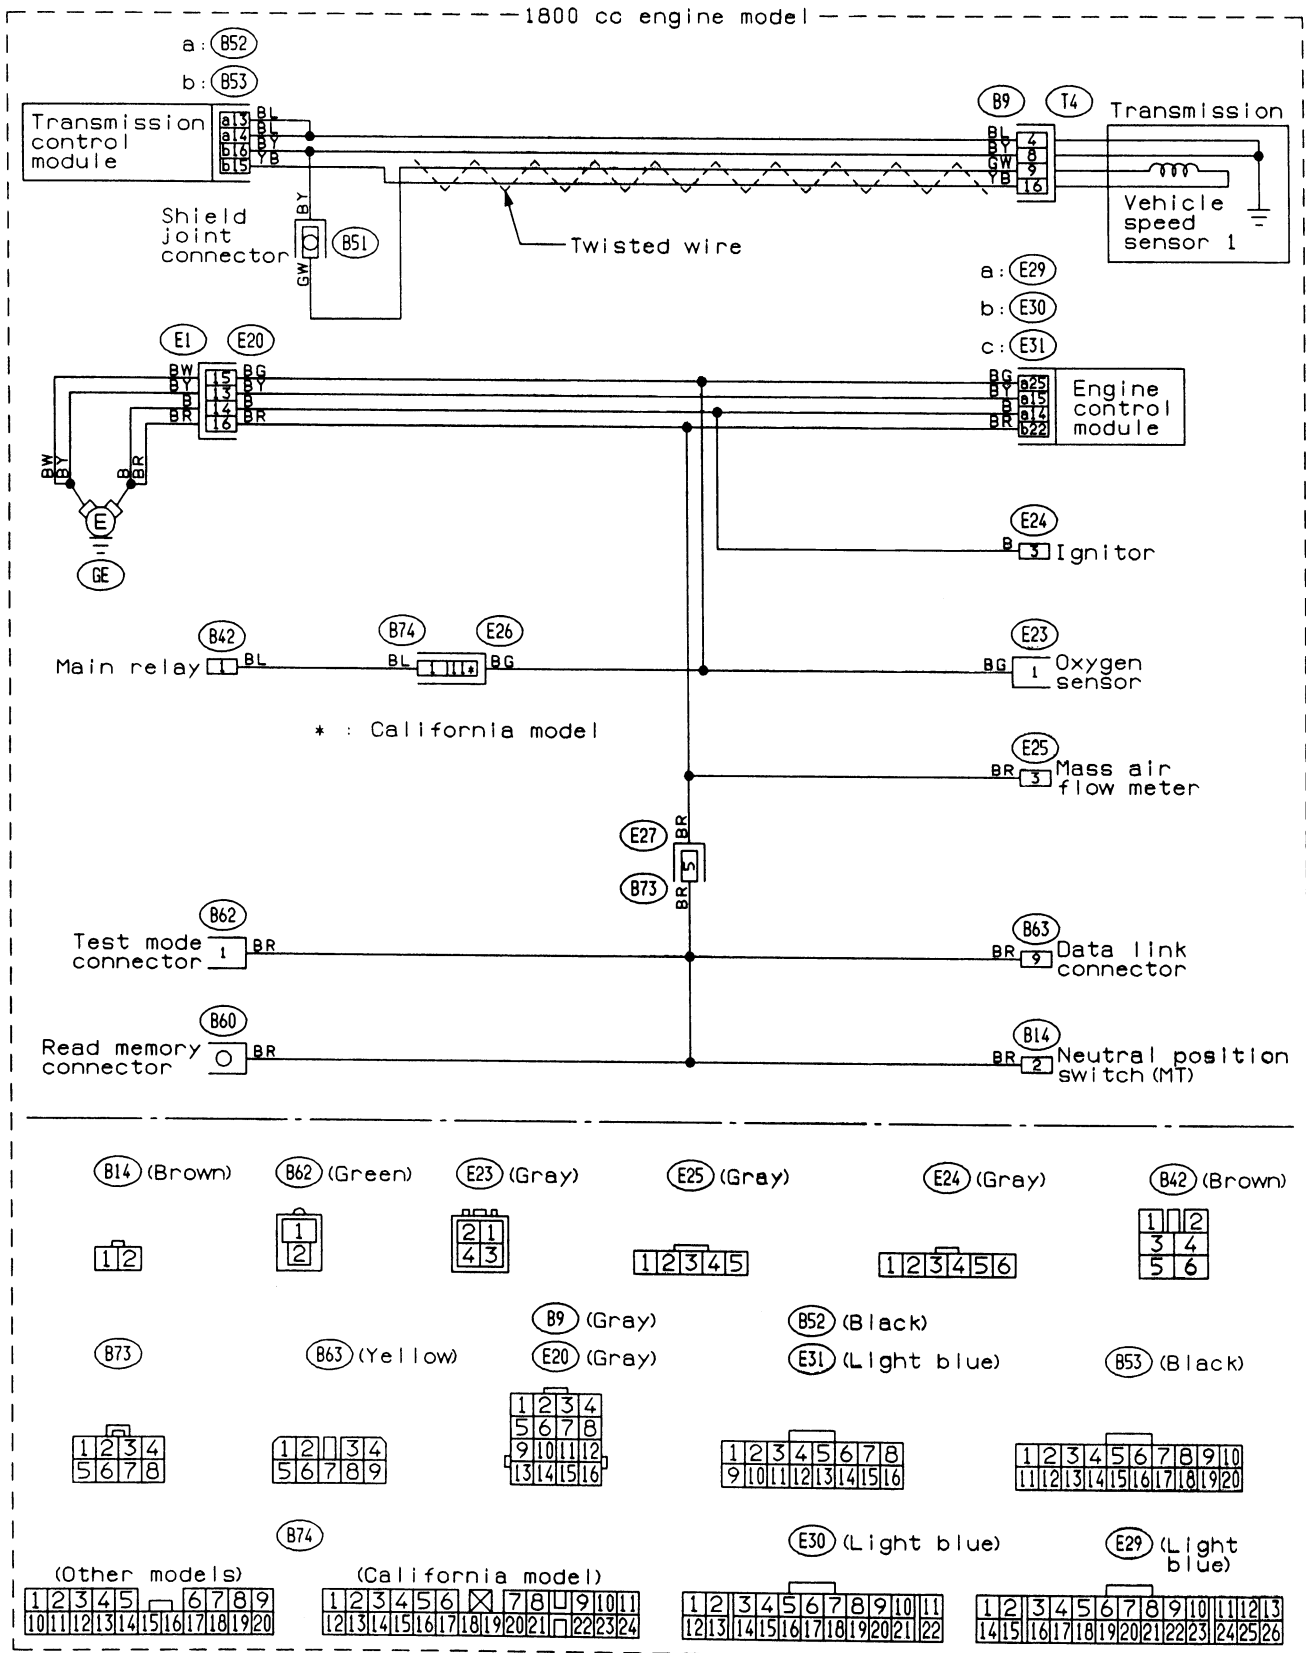 1800 cc engine model
a: B52
b: B53
Transmission
control
module
a13 BL
a14 BL
b16 BY
b15 YB
B9 T4
Transmission
BL 4
BY 8
GW 9
YB 16
Vehicle
speed
sensor 1
Shield
joint
connector
BY
B51
GW
Twisted wire
a: E29
b: E30
c: E31
E1 E20
BW 15 BG
BY 13 BY
B 14
BR 16 BR
BG a25
BY a15
B a14
BR b22
Engine
control
module
BW
BY
B
BR
E
GE
E24
B 3 Ignitor
B42
Main relay 1 BL
B74 E26
BL 1 11* BG
E23
BG 1 Oxygen
sensor
* : California model
E25
BR 3 Mass air
flow meter
E27
BR
5
B73
BR
B62
Test mode
connector 1 BR
B63
BR 9 Data link
connector
B60
Read memory
connector BR
B14
BR 2 Neutral position
switch (MT)
B14 (Brown)
B62 (Green)
E23 (Gray)
E25 (Gray)
E24 (Gray)
B42 (Brown)
1 2
1
2
2 1
4 3
1 2 3 4 5
1 2 3 4 5 6
1 2
3 4
5 6
B73
B63 (Yellow)
B9 (Gray)
E20 (Gray)
B52 (Black)
E31 (Light blue)
B53 (Black)
1 2 3 4
5 6 7 8
1 2 3 4
5 6 7 8 9
1 2 3 4
5 6 7 8
9 10 11 12
13 14 15 16
1 2 3 4 5 6 7 8
9 10 11 12 13 14 15 16
1 2 3 4 5 6 7 8 9 10
11 12 13 14 15 16 17 18 19 20
B74
(Other models)
(California model)
E30 (Light blue)
E29 (Light
blue)
1 2 3 4 5 6 7 8 9
10 11 12 13 14 15 16 17 18 19 20
1 2 3 4 5 6 7 8 9 10 11
12 13 14 15 16 17 18 19 20 21 22 23 24
1 2 3 4 5 6 7 8 9 10 11
12 13 14 15 16 17 18 19 20 21 22
1 2 3 4 5 6 7 8 9 10 11 12 13
14 15 16 17 18 19 20 21 22 23 24 25 26